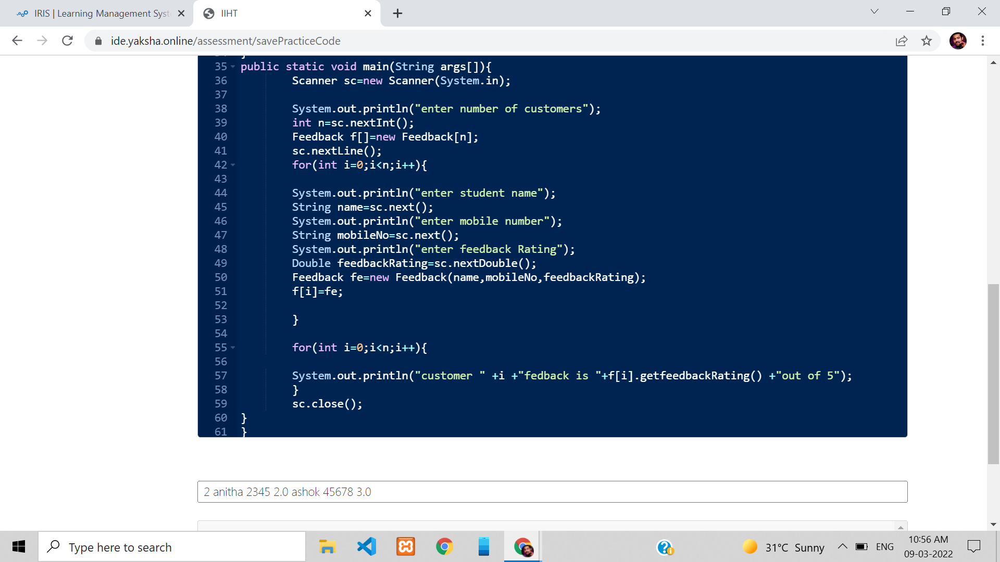 IRIS | Learning Management Syst
IIHT
ide.yaksha.online/assessment/savePracticeCode
35 public static void main(String args[]){
36 Scanner sc=new Scanner(System.in);
37
38 System.out.println("enter number of customers");
39 int n=sc.nextInt();
40 Feedback f[]=new Feedback[n];
41 sc.nextLine();
42 for(int i=0;i<n;i++){
43
44 System.out.println("enter student name");
45 String name=sc.next();
46 System.out.println("enter mobile number");
47 String mobileNo=sc.next();
48 System.out.println("enter feedback Rating");
49 Double feedbackRating=sc.nextDouble();
50 Feedback fe=new Feedback(name,mobileNo,feedbackRating);
51 f[i]=fe;
52
53 }
54
55 for(int i=0;i<n;i++){
56
57 System.out.println("customer " +i +"fedback is "+f[i].getfeedbackRating() +"out of 5");
58 }
59 sc.close();
60 }
61 }
2 anitha 2345 2.0 ashok 45678 3.0
Type here to search
31°C Sunny
ENG
10:56 AM
09-03-2022